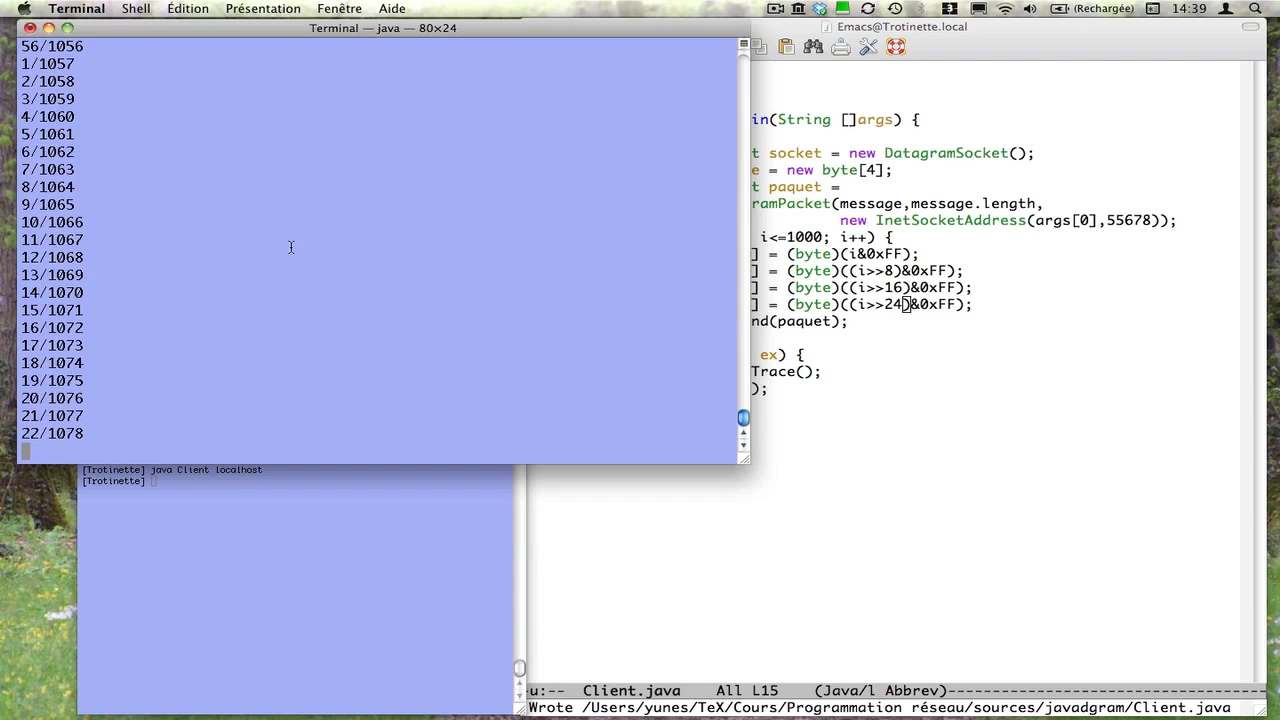 Terminal Shell Édition Présentation Fenêtre Aide (Rechargée) 14:39
Terminal — java — 80×24
56/1056
1/1057
2/1058
3/1059
4/1060
5/1061
6/1062
7/1063
8/1064
9/1065
10/1066
11/1067
12/1068
13/1069
14/1070
15/1071
16/1072
17/1073
18/1074
19/1075
20/1076
21/1077
22/1078
[Trotinette] java Client localhost
[Trotinette]
Emacs@Trotinette.local
in(String []args) {
t socket = new DatagramSocket();
e = new byte[4];
t paquet =
ramPacket(message,message.length,
new InetSocketAddress(args[0],55678));
i<=1000; i++) {
] = (byte)(i&0xFF);
] = (byte)((i>>8)&0xFF);
] = (byte)((i>>16)&0xFF);
] = (byte)((i>>24)&0xFF);
nd(paquet);
ex) {
Trace();
);
-u:-- Client.java All L15 (Java/l Abbrev)
Wrote /Users/yunes/TeX/Cours/Programmation réseau/sources/javadgram/Client.java